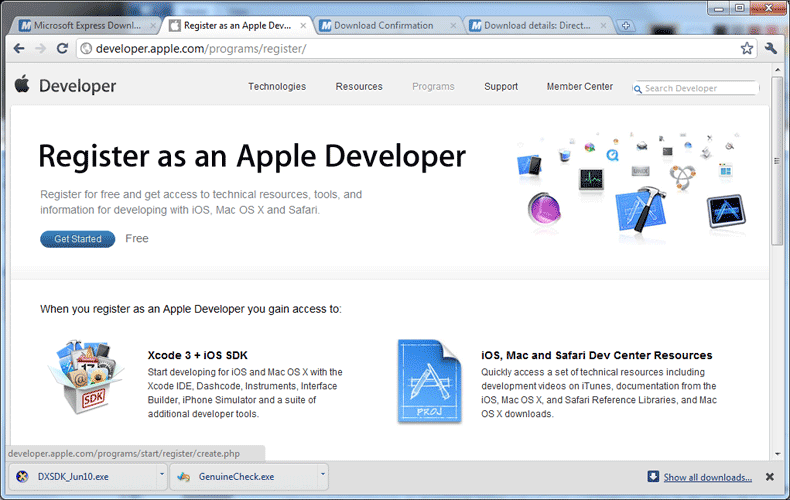 Microsoft Express Downl...
Register as an Apple Dev...
Download Confirmation
Download details: Direct...
developer.apple.com/programs/register/
Developer
Technologies
Resources
Programs
Support
Member Center
Search Developer
Register as an Apple Developer
Register for free and get access to technical resources, tools, and
information for developing with iOS, Mac OS X and Safari.
Get Started
Free
When you register as an Apple Developer you gain access to:
Xcode 3 + iOS SDK
Start developing for iOS and Mac OS X with the
Xcode IDE, Dashcode, Instruments, Interface
Builder, iPhone Simulator and a suite of
additional developer tools.
SDK
PROJ
iOS, Mac and Safari Dev Center Resources
Quickly access a set of technical resources including
development videos on iTunes, documentation from the
iOS, Mac OS X, and Safari Reference Libraries, and Mac
OS X downloads.
developer.apple.com/programs/start/register/create.php
DXSDK_Jun10.exe
GenuineCheck.exe
Show all downloads...